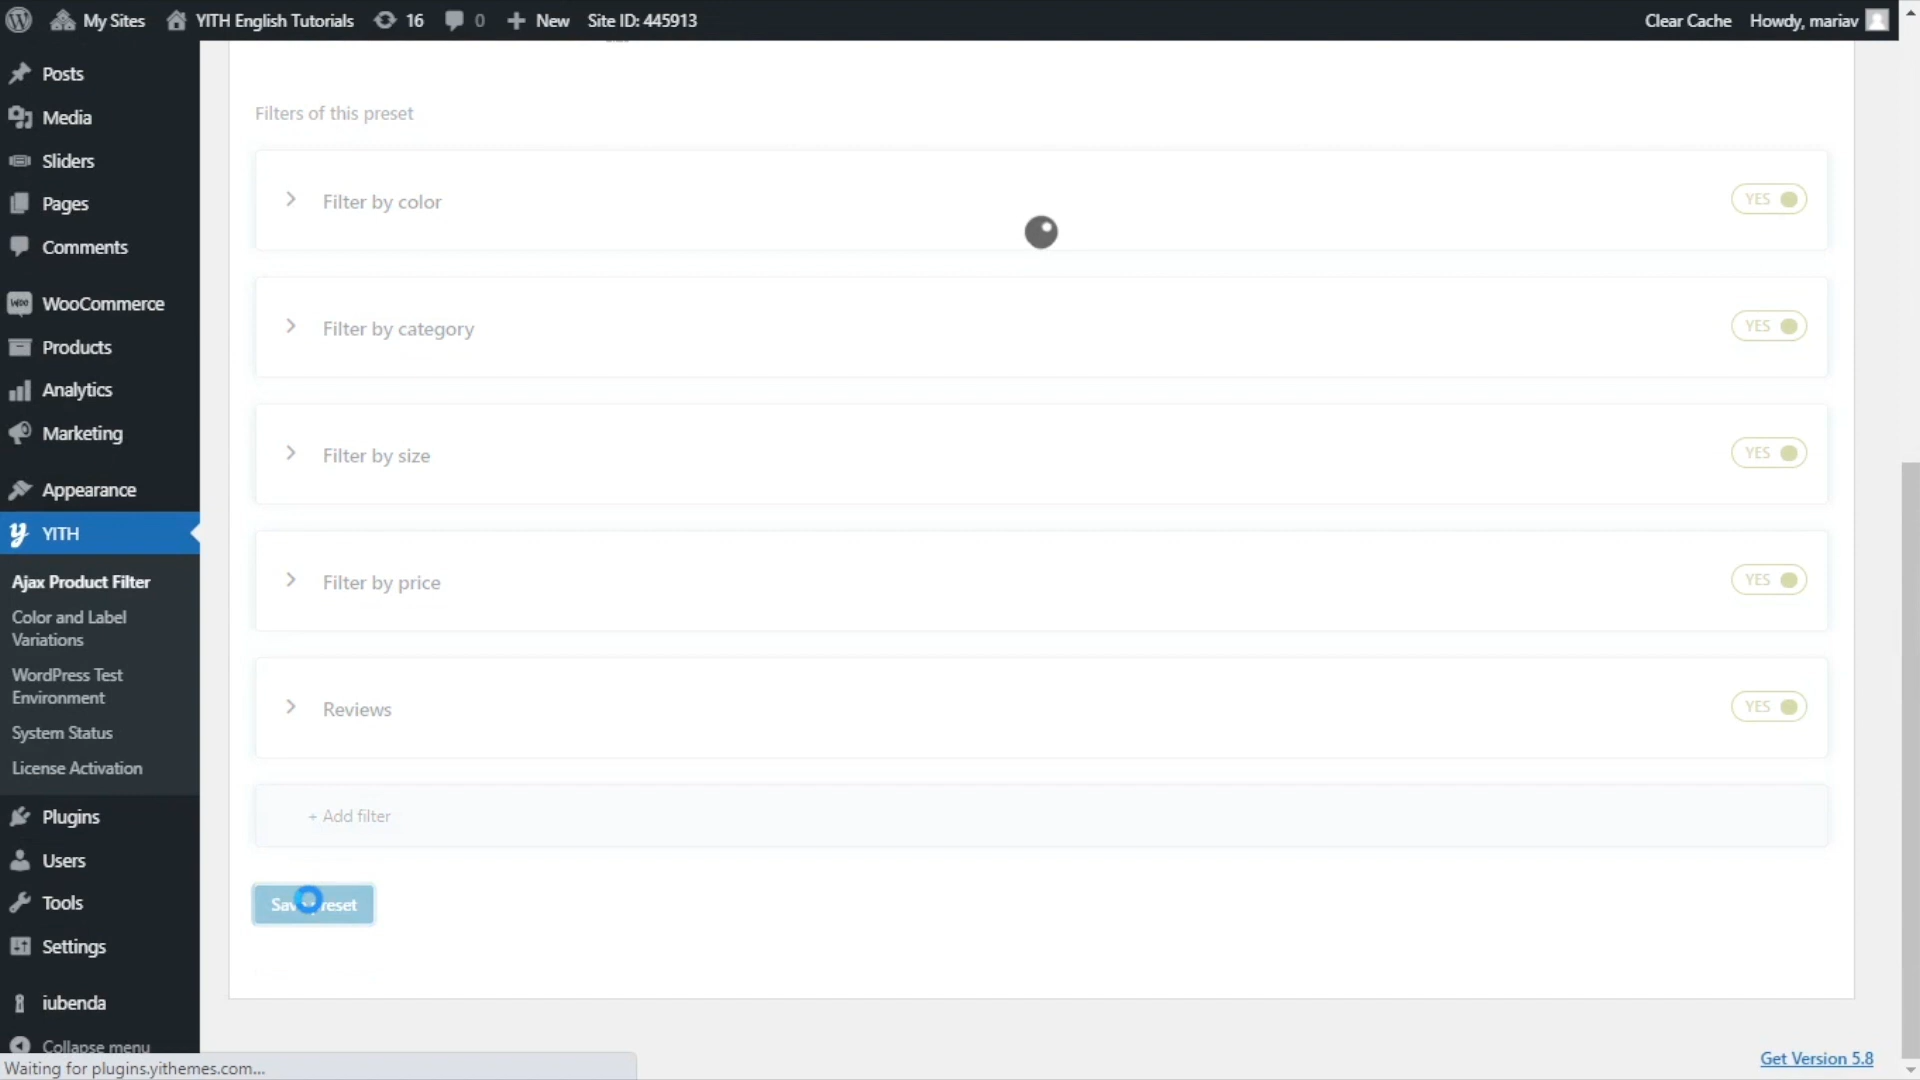 My Sites
YITH English Tutorials
16
0
New
Site ID: 445913
Clear Cache
Howdy, mariav
Posts
Media
Sliders
Pages
Comments
WooCommerce
Products
Analytics
Marketing
Appearance
YITH
Ajax Product Filter
Color and Label
Variations
WordPress Test
Environment
System Status
License Activation
Plugins
Users
Tools
Settings
iubenda
Collapse menu
Filters of this preset
Filter by color
YES
Filter by category
YES
Filter by size
YES
Filter by price
YES
Reviews
YES
+ Add filter
Save preset
Get Version 5.8
Waiting for plugins.yithemes.com...